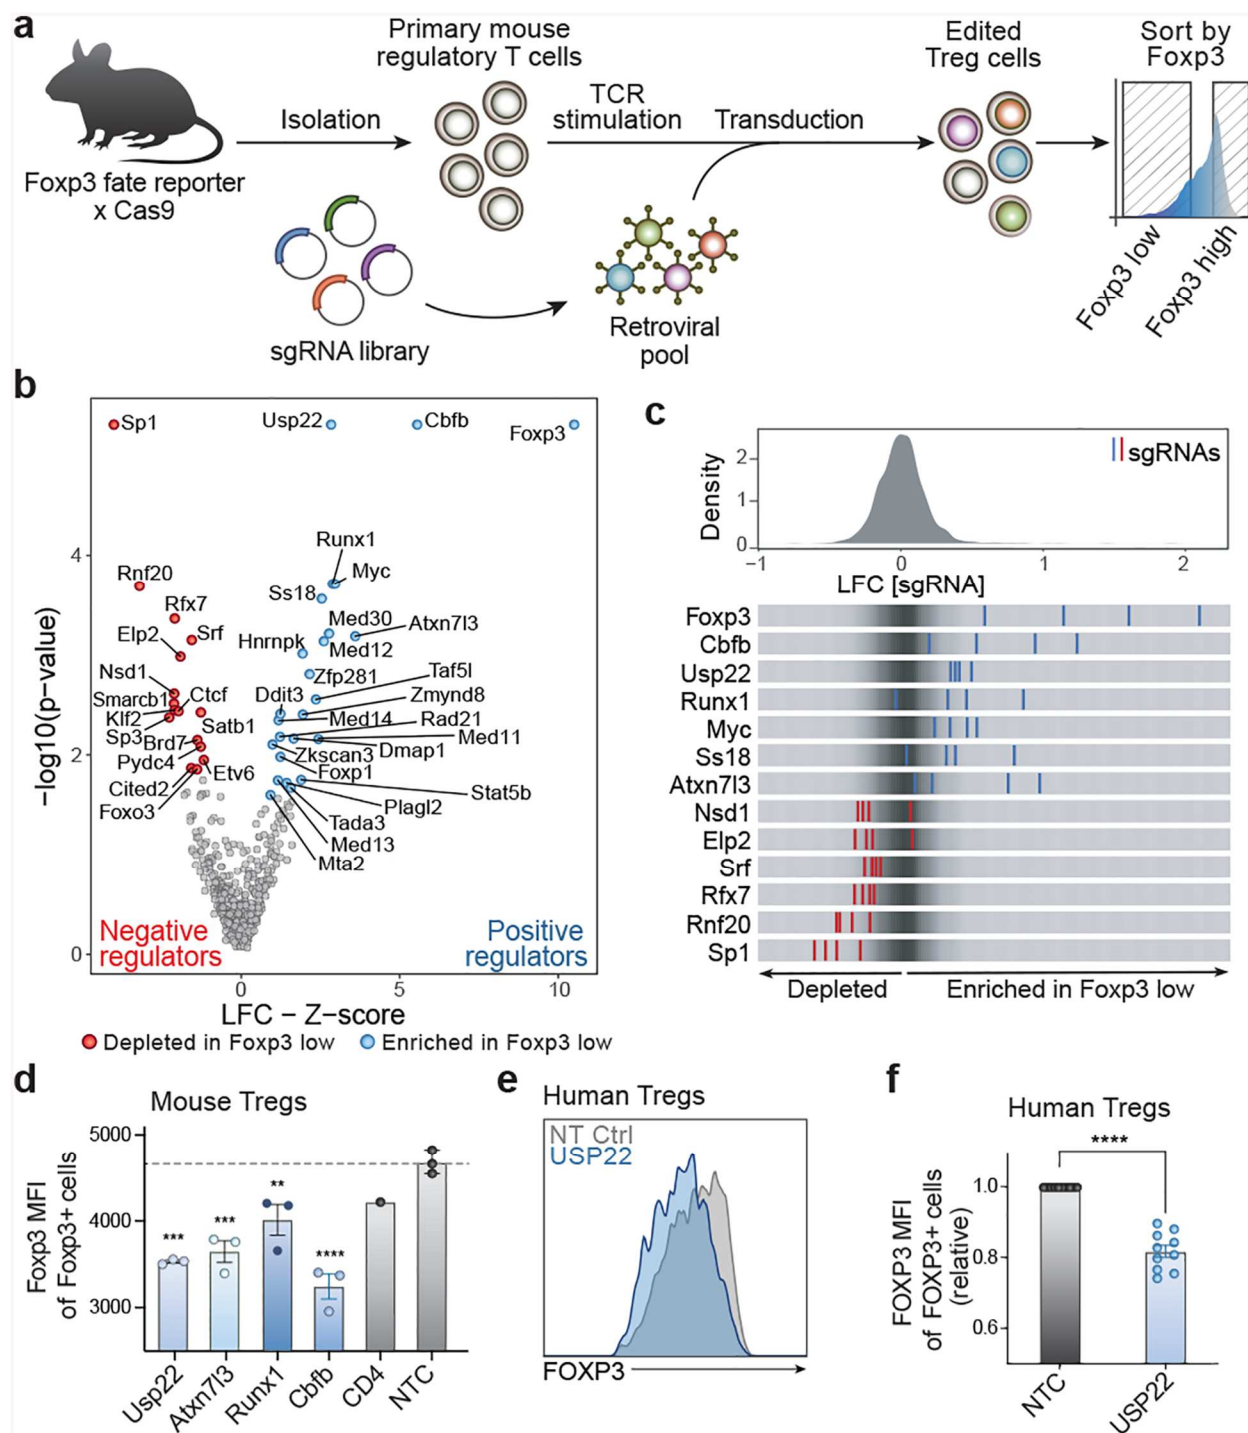 a
Primary mouse
regulatory T cells
Edited
Treg cells
Sort by
Foxp3
Isolation
TCR
stimulation
Transduction
Foxp3 fate reporter
x Cas9
sgRNA library
Retroviral
pool
Foxp3 low
Foxp3 high
b
Sp1
Usp22
Cbfb
Foxp3
Runx1
Myc
Rnf20
Ss18
Rfx7
Med30
Atxn7l3
Elp2
Srf
Hnrnpk
Med12
Nsd1
Zfp281
Taf5l
Smarcb1
Ctcf
Ddit3
Zmynd8
Klf2
Med14
Rad21
Sp3
Satb1
Med11
Brd7
Dmap1
Pydc4
Zkscan3
Etv6
Foxp1
Cited2
Stat5b
Foxo3
Plagl2
Tada3
Med13
Mta2
Negative
regulators
Positive
regulators
4
2
0
−log10(p−value)
0 5 10
LFC − Z−score
Depleted in Foxp3 low Enriched in Foxp3 low
c
sgRNAs
Density
2
1
0
−1 0 1 2
LFC [sgRNA]
Foxp3
Cbfb
Usp22
Runx1
Myc
Ss18
Atxn7l3
Nsd1
Elp2
Srf
Rfx7
Rnf20
Sp1
Depleted Enriched in Foxp3 low
d
Mouse Tregs
Foxp3 MFI
of Foxp3+ cells
5000
4000
3000
***
***
**
****
Usp22
Atxn7l3
Runx1
Cbfb
CD4
NTC
e
Human Tregs
NT Ctrl
USP22
FOXP3
f
Human Tregs
****
FOXP3 MFI
of FOXP3+ cells
(relative)
1.0
0.8
0.6
NTC
USP22